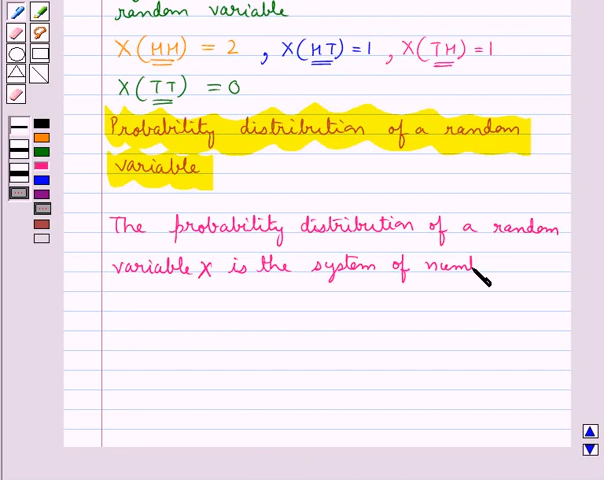 random variable
X(HH) = 2 , X(HT)=1 , X(TH)=1
X(TT) = 0
Probability distribution of a random
variable
The probability distribution of a random
variable X is the system of numb